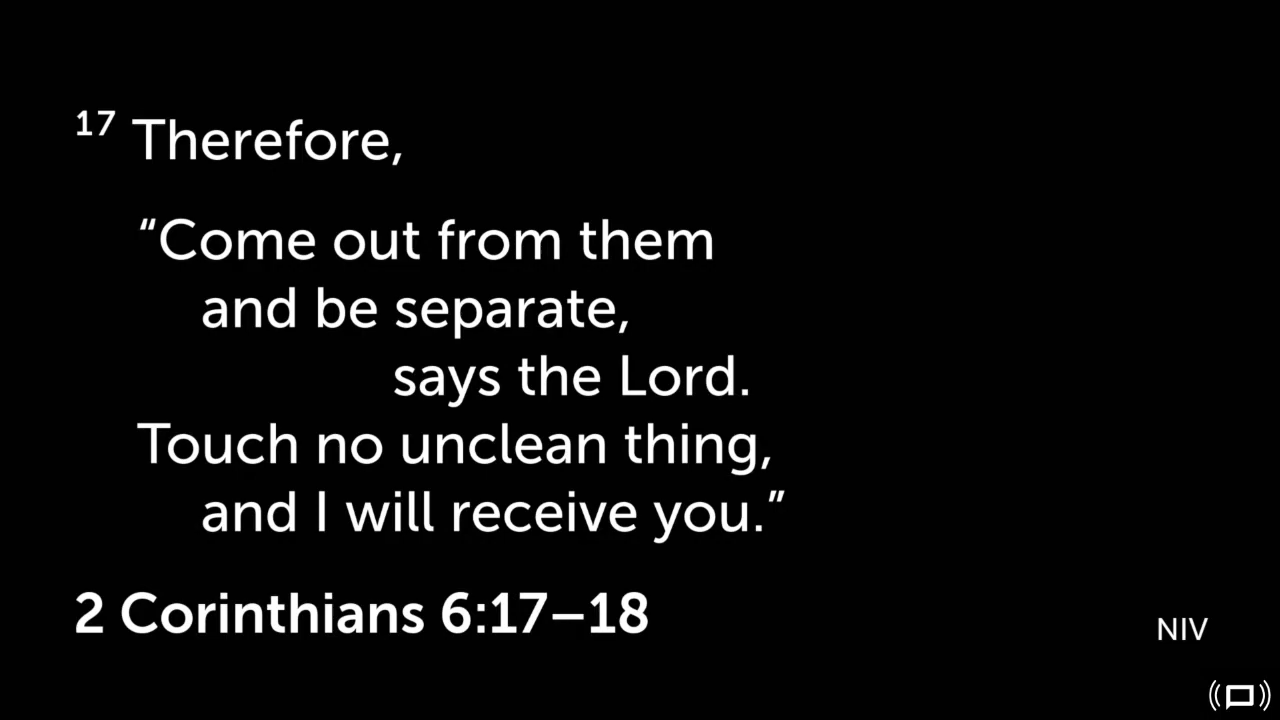 17 Therefore,
“Come out from them
and be separate,
says the Lord.
Touch no unclean thing,
and I will receive you.”
2 Corinthians 6:17–18
NIV